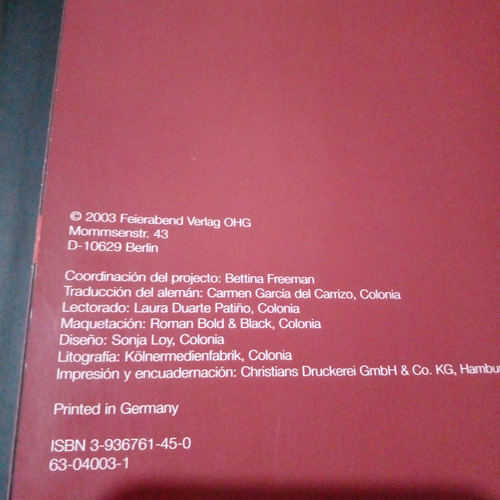 © 2003 Feierabend Verlag OHG
Mommsenstr. 43
D-10629 Berlin
Coordinación del projecto: Bettina Freeman
Traducción del alemán: Carmen García del Carrizo, Colonia
Lectorado: Laura Duarte Patiño, Colonia
Maquetación: Roman Bold & Black, Colonia
Diseño: Sonja Loy, Colonia
Litografía: Kölnermedienfabrik, Colonia
Impresión y encuadernación: Christians Druckerei GmbH & Co. KG, Hambur
Printed in Germany
ISBN 3-936761-45-0
63-04003-1